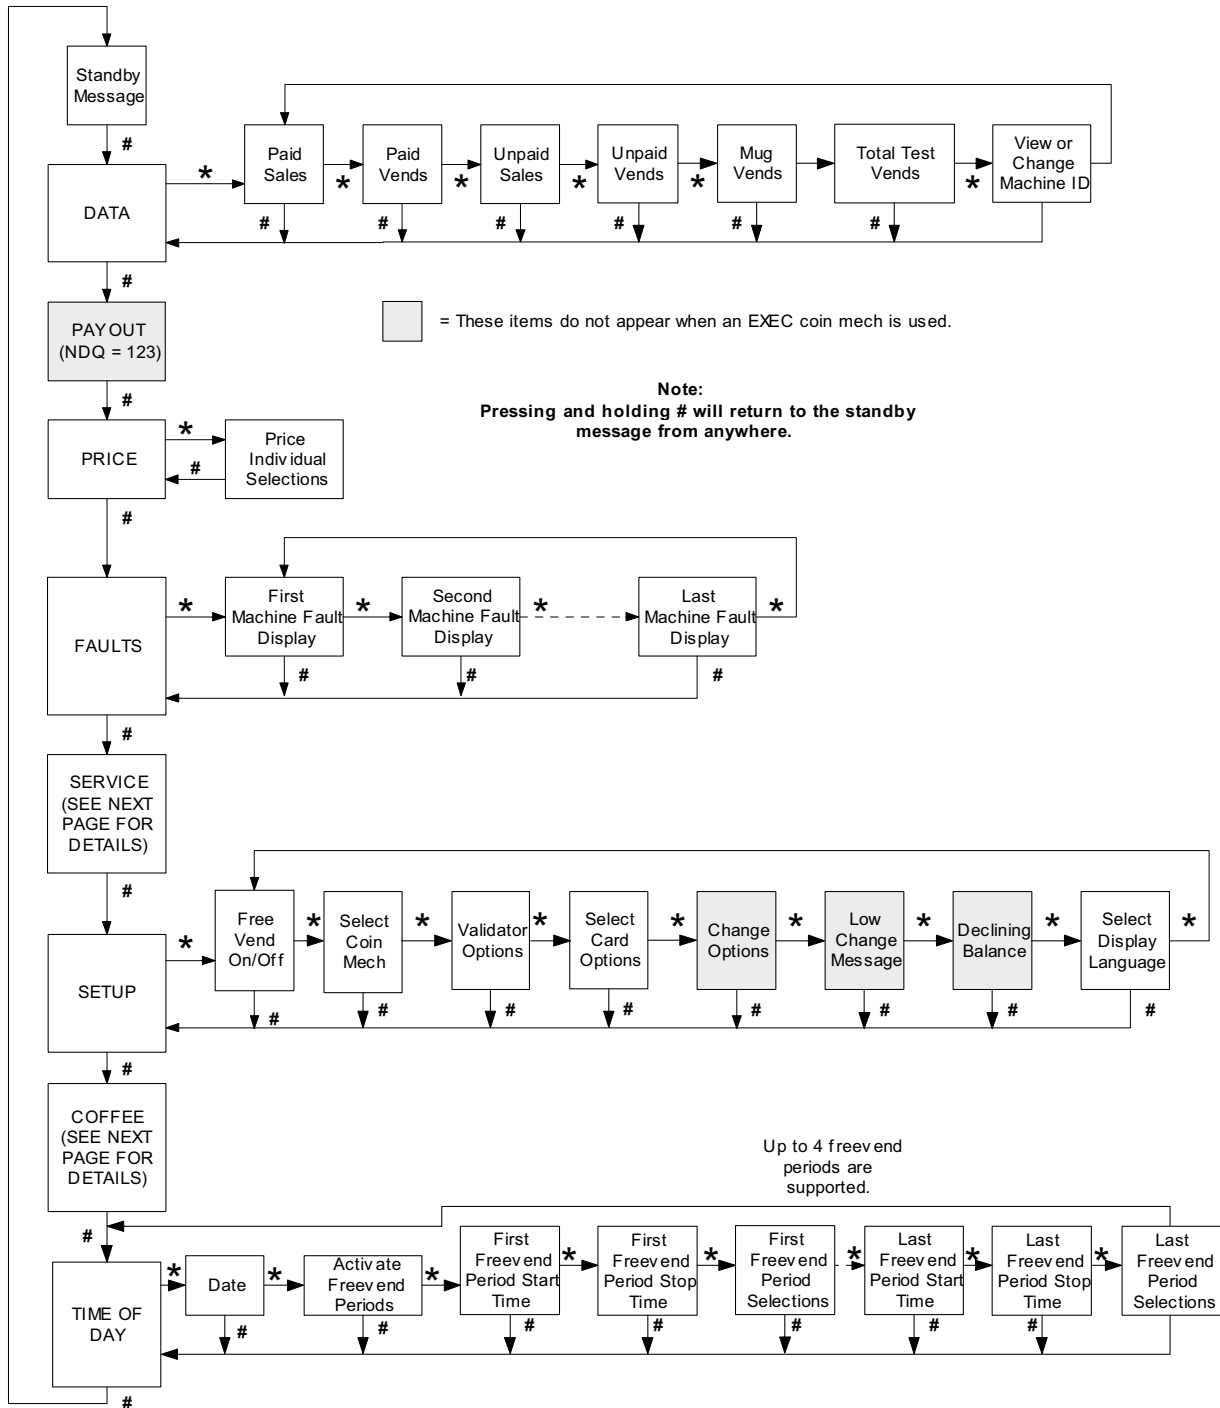 Standby
Message
#
DATA
*
Paid
Sales
*
Paid
Vends
*
Unpaid
Sales
*
Unpaid
Vends
*
Mug
Vends
Total Test
Vends
*
View or
Change
Machine ID
#
#
#
#
#
#
#
PAYOUT
(NDQ = 123)
= These items do not appear when an EXEC coin mech is used.
#
Note:
Pressing and holding # will return to the standby
message from anywhere.
PRICE
*
#
Price
Individual
Selections
#
FAULTS
*
First
Machine Fault
Display
*
Second
Machine Fault
Display
*
Last
Machine Fault
Display
*
#
#
#
#
SERVICE
(SEE NEXT
PAGE FOR
DETAILS)
#
SETUP
*
Free
Vend
On/Off
*
Select
Coin
Mech
*
Validator
Options
*
Select
Card
Options
*
Change
Options
*
Low
Change
Message
*
Declining
Balance
*
Select
Display
Language
*
#
#
#
#
#
#
#
#
#
COFFEE
(SEE NEXT
PAGE FOR
DETAILS)
Up to 4 freevend
periods are
supported.
#
TIME OF
DAY
*
Date
*
Activate
Freevend
Periods
*
First
Freevend
Period Start
Time
*
First
Freevend
Period Stop
Time
*
First
Freevend
Period
Selections
*
Last
Freevend
Period Start
Time
*
Last
Freevend
Period Stop
Time
*
Last
Freevend
Period
Selections
#
#
#
#
#
#
#
#